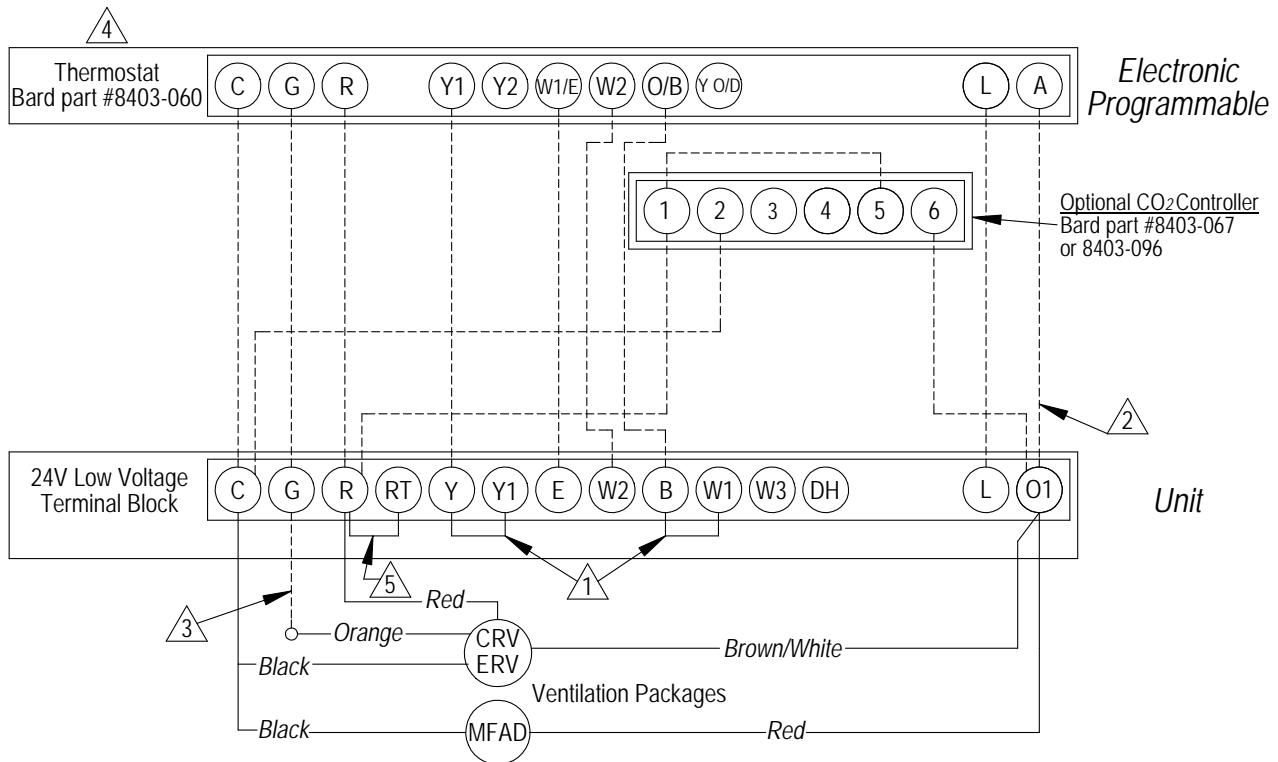 4
Thermostat
Bard part #8403-060
C G R Y1 Y2 W1/E W2 O/B Y O/D L A
Electronic
Programmable
1 2 3 4 5 6
Optional CO2 Controller
Bard part #8403-067
or 8403-096
2
24V Low Voltage
Terminal Block
C G R RT Y Y1 E W2 B W1 W3 DH L O1
Unit
3
5
1
Red
Orange
CRV
ERV
Brown/White
Black
Ventilation Packages
Black
MFAD
Red